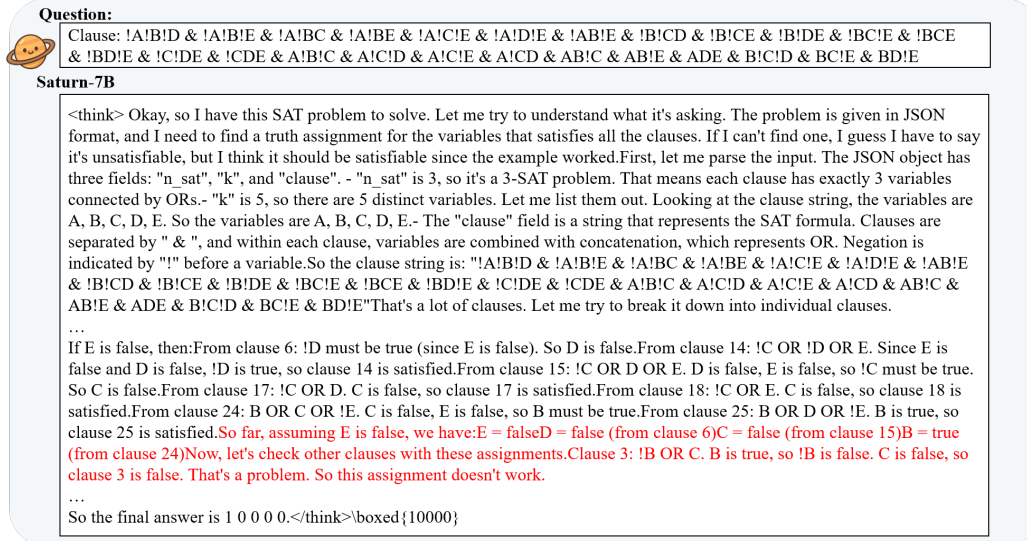 Question:
Clause: !A!B!D & !A!B!E & !A!BC & !A!BE & !A!C!E & !A!D!E & !AB!E & !B!CD & !B!CE & !B!DE & !BC!E & !BCE
& !BD!E & !C!DE & !CDE & A!B!C & A!C!D & A!C!E & A!CD & AB!C & AB!E & ADE & B!C!D & BC!E & BD!E
Saturn-7B
<think> Okay, so I have this SAT problem to solve. Let me try to understand what it's asking. The problem is given in JSON
format, and I need to find a truth assignment for the variables that satisfies all the clauses. If I can't find one, I guess I have to say
it's unsatisfiable, but I think it should be satisfiable since the example worked.First, let me parse the input. The JSON object has
three fields: "n_sat", "k", and "clause". - "n_sat" is 3, so it's a 3-SAT problem. That means each clause has exactly 3 variables
connected by ORs.- "k" is 5, so there are 5 distinct variables. Let me list them out. Looking at the clause string, the variables are
A, B, C, D, E. So the variables are A, B, C, D, E.- The "clause" field is a string that represents the SAT formula. Clauses are
separated by " & ", and within each clause, variables are combined with concatenation, which represents OR. Negation is
indicated by "!" before a variable.So the clause string is: "!A!B!D & !A!B!E & !A!BC & !A!BE & !A!C!E & !A!D!E & !AB!E
& !B!CD & !B!CE & !B!DE & !BC!E & !BCE & !BD!E & !C!DE & !CDE & A!B!C & A!C!D & A!C!E & A!CD & AB!C &
AB!E & ADE & B!C!D & BC!E & BD!E"That's a lot of clauses. Let me try to break it down into individual clauses.
…
If E is false, then:From clause 6: !D must be true (since E is false). So D is false.From clause 14: !C OR !D OR E. Since E is
false and D is false, !D is true, so clause 14 is satisfied.From clause 15: !C OR D OR E. D is false, E is false, so !C must be true.
So C is false.From clause 17: !C OR D. C is false, so clause 17 is satisfied.From clause 18: !C OR E. C is false, so clause 18 is
satisfied.From clause 24: B OR C OR !E. C is false, E is false, so B must be true.From clause 25: B OR D OR !E. B is true, so
clause 25 is satisfied.So far, assuming E is false, we have:E = falseD = false (from clause 6)C = false (from clause 15)B = true
(from clause 24)Now, let's check other clauses with these assignments.Clause 3: !B OR C. B is true, so !B is false. C is false, so
clause 3 is false. That's a problem. So this assignment doesn't work.
…
So the final answer is 1 0 0 0 0.</think>\boxed{10000}